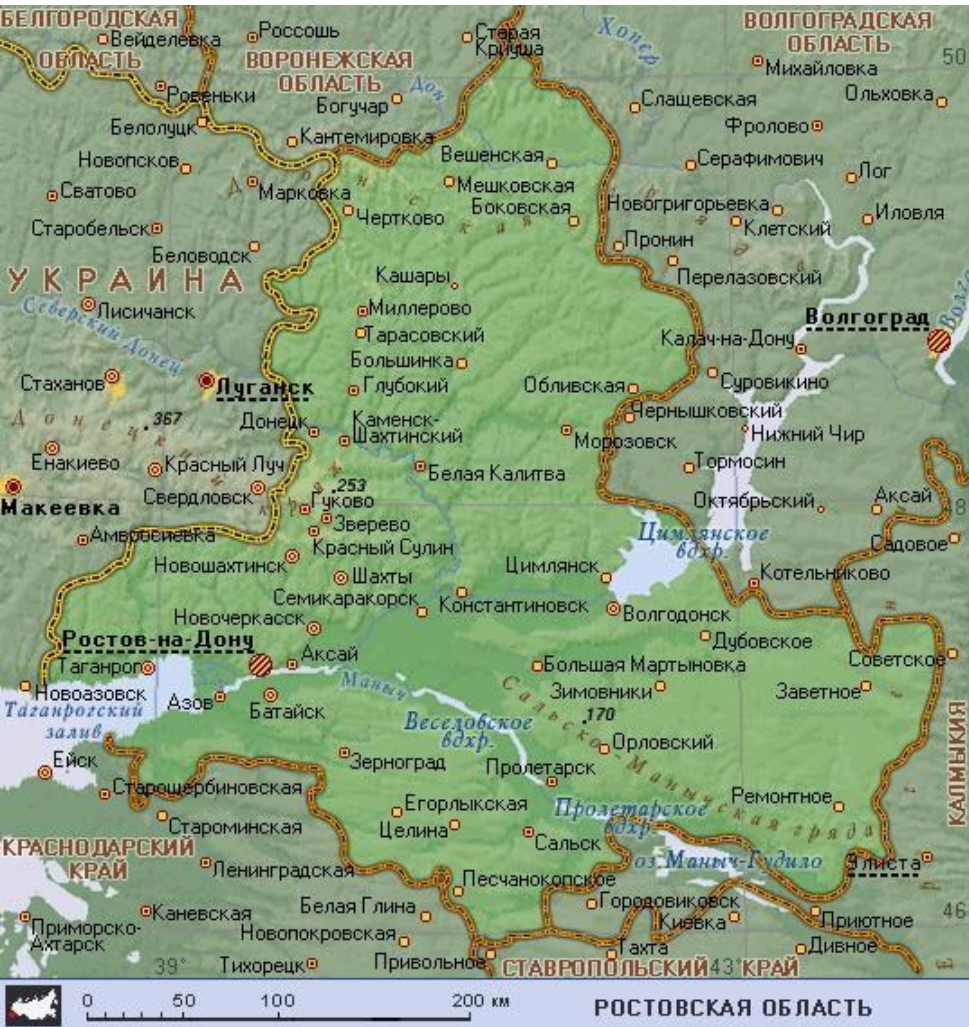 БЕЛГОРОДСКАЯ
ОБЛАСТЬ
Вейделевка
Россошь
ВОРОНЕЖСКАЯ
ОБЛАСТЬ
Старая
Криуша
Хопер
ВОЛГОГРАДСКАЯ
ОБЛАСТЬ
50
Михайловка
Ровеньки
Богучар
Дон
Слащевская
Ольховка
Белолуцк
Кантемировка
Фролово
Новопсков
Вешенская
Серафимович
Сватово
Марковка
Мешковская
Лог
Чертково
Боковская
Новогригорьевка
Клетский
Иловля
Старобельск
Беловодск
Пронин
УКРАИНА
Кашары
Перелазовский
Северский Донец
Лисичанск
Миллерово
Волгоград
Волга
Тарасовский
Калач-на-Дону
Большинка
Стаханов
Луганск
Глубокий
Обливская
Суровикино
.367
Донецк
Каменск-
Шахтинский
Чернышковский
Морозовск
Нижний Чир
Енакиево
Красный Луч
Белая Калитва
Тормосин
Макеевка
Свердловск
.253
Гуково
Октябрьский
Аксай
48
Амвросиевка
Зверево
Цимлянское
вдхр.
Садовое
Новошахтинск
Красный Сулин
Шахты
Цимлянск
Котельниково
Семикаракорск
Константиновск
Волгодонск
Новочеркасск
Дубовское
Ростов-на-Дону
Аксай
Советское
Таганрог
Большая Мартыновка
Новоазовск
Азов
Батайск
Маныч
Зимовники
Заветное
Таганрогский
залив
Веселовское
вдхр.
.170
Орловский
Сальско-Манычская гряда
КАЛМЫКИЯ
Ейск
Зерноград
Пролетарск
Старощербиновская
Егорлыкская
Пролетарское
вдхр.
Ремонтное
Староминская
Целина
Сальск
КРАСНОДАРСКИЙ
КРАЙ
Ленинградская
оз. Маныч-Гудило
Элиста
Песчанокопское
Городовиковск
Приморско-
Ахтарск
Каневская
Белая Глина
Киевка
Приютное
46
Новопокровская
Тахта
Дивное
39°
Тихорецк
Привольное
СТАВРОПОЛЬСКИЙ КРАЙ
43°
0 50 100 200 км
РОСТОВСКАЯ ОБЛАСТЬ